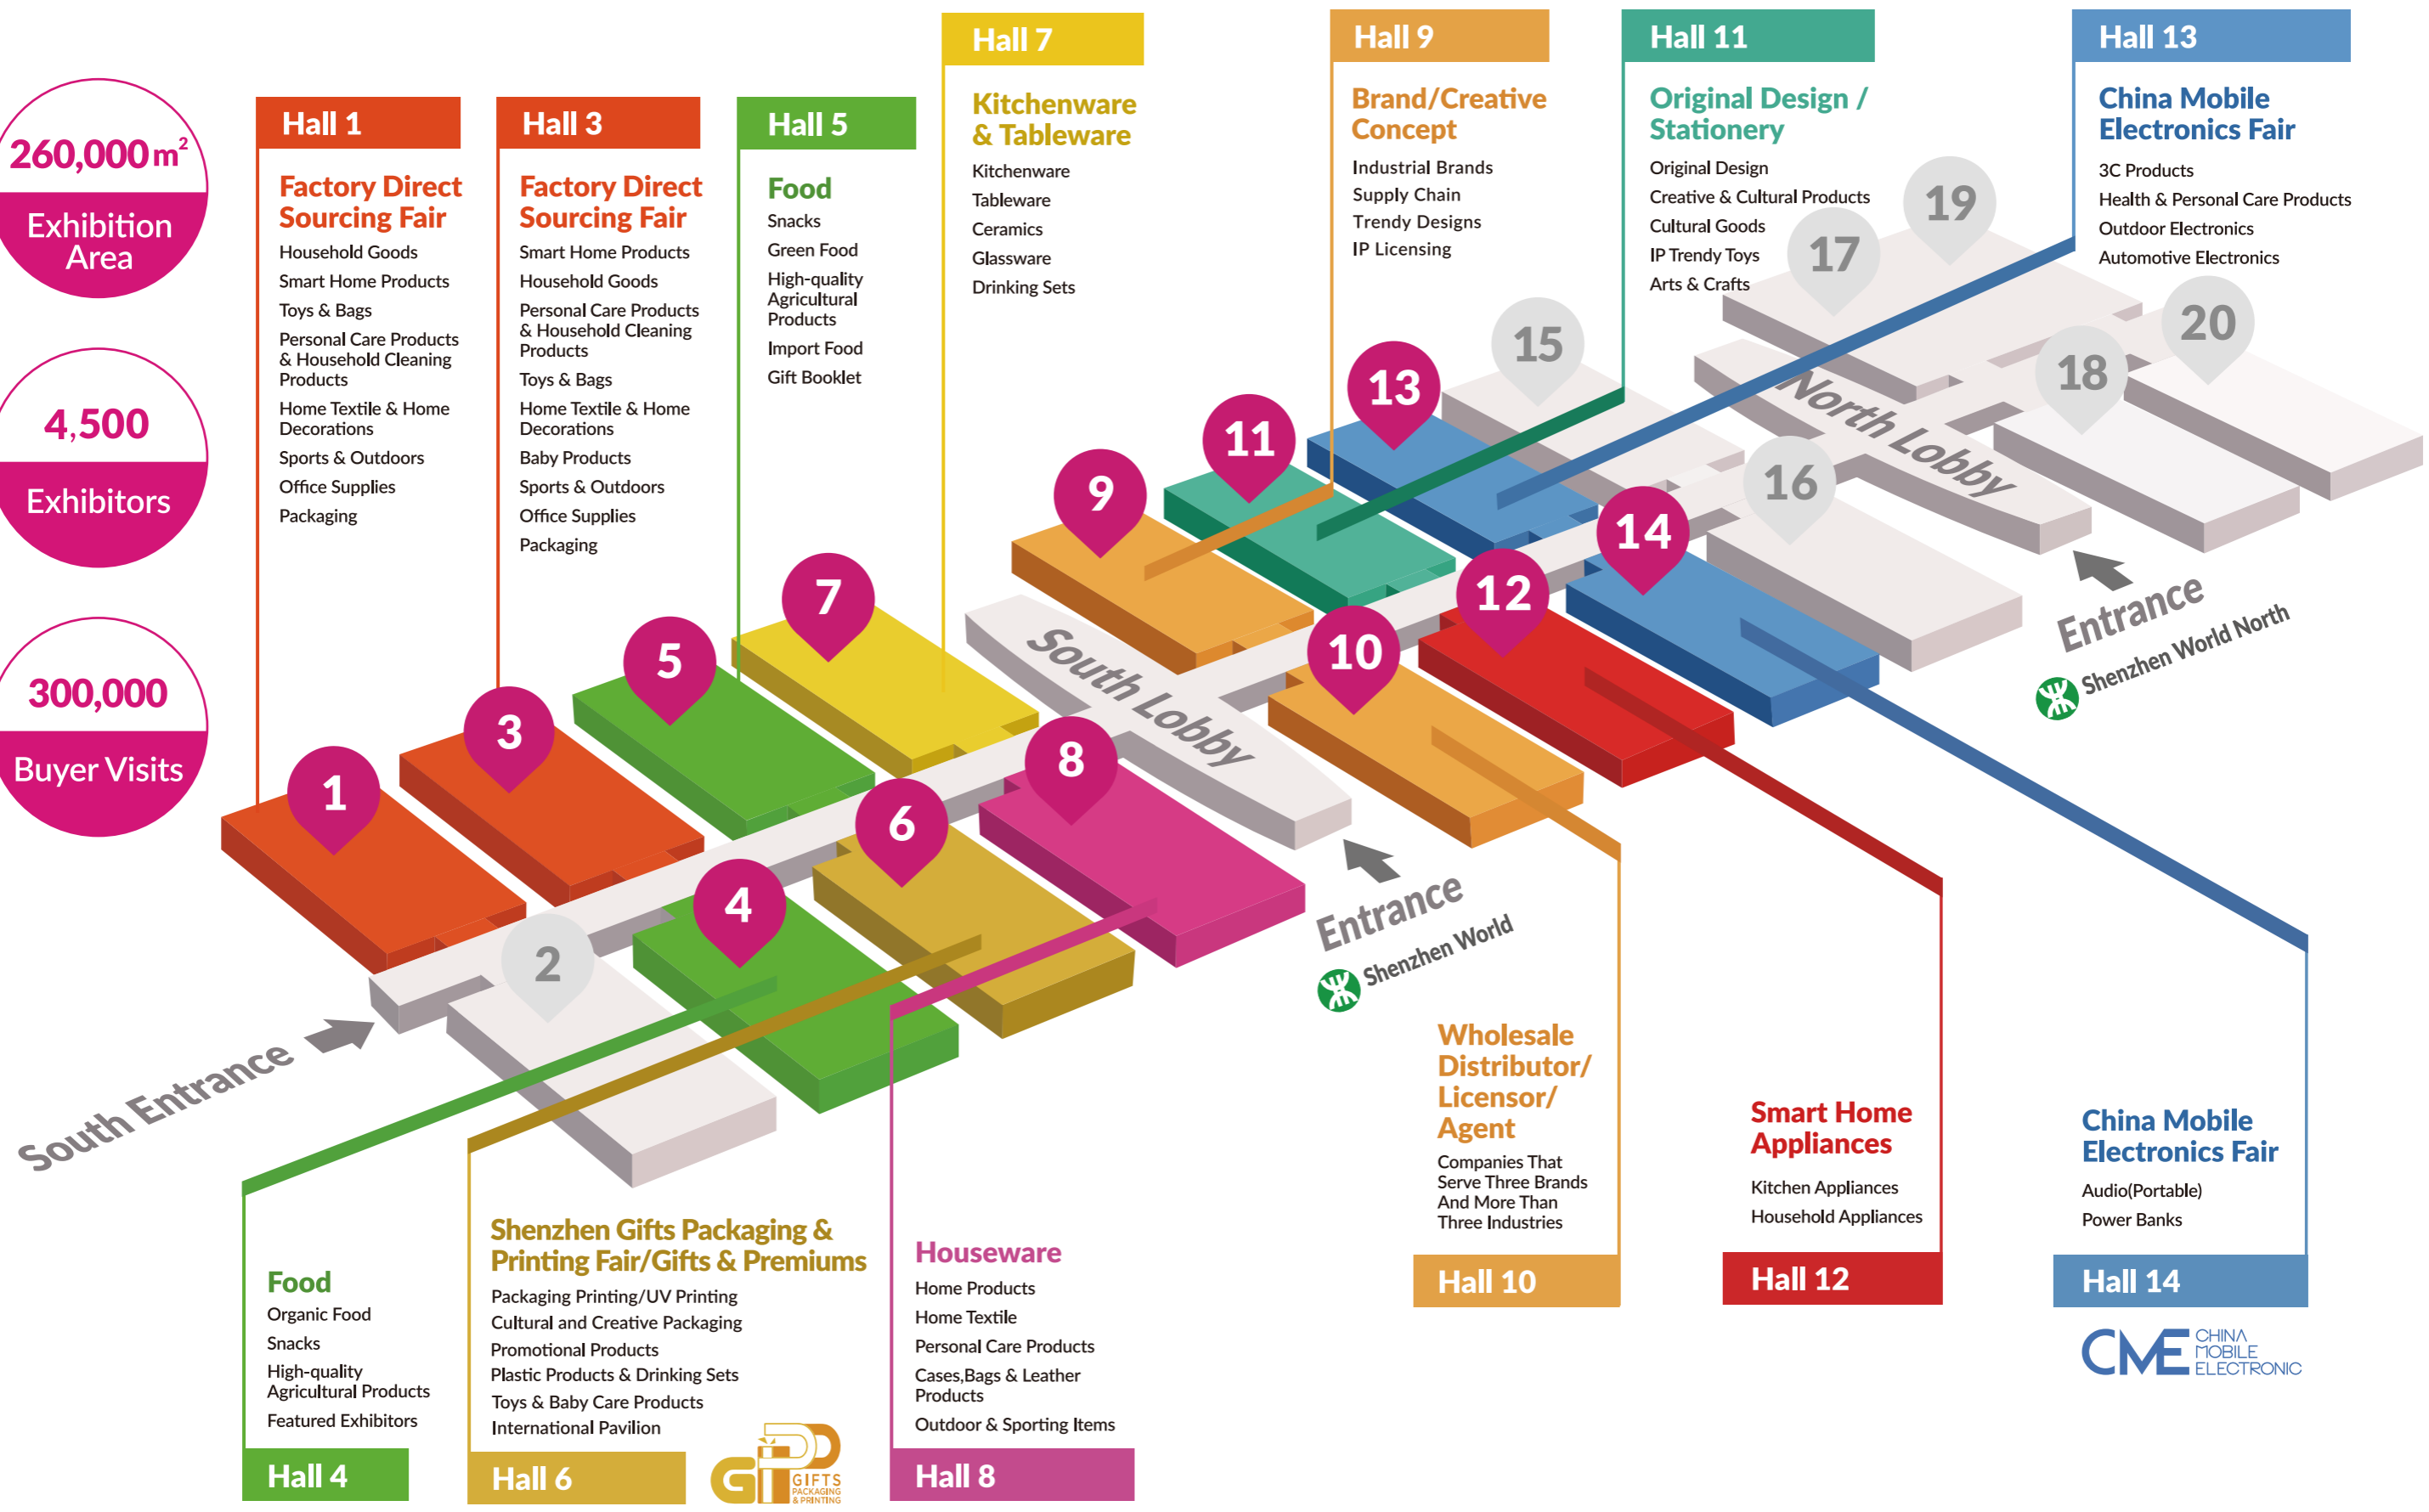 260,000 m²
Exhibition
Area
4,500
Exhibitors
300,000
Buyer Visits
Hall 1
Factory Direct
Sourcing Fair
Household Goods
Smart Home Products
Toys & Bags
Personal Care Products
& Household Cleaning
Products
Home Textile & Home
Decorations
Sports & Outdoors
Office Supplies
Packaging
Hall 3
Factory Direct
Sourcing Fair
Smart Home Products
Household Goods
Personal Care Products
& Household Cleaning
Products
Toys & Bags
Home Textile & Home
Decorations
Baby Products
Sports & Outdoors
Office Supplies
Packaging
Hall 5
Food
Snacks
Green Food
High-quality
Agricultural
Products
Import Food
Gift Booklet
Hall 7
Kitchenware
& Tableware
Kitchenware
Tableware
Ceramics
Glassware
Drinking Sets
Hall 9
Brand/Creative
Concept
Industrial Brands
Supply Chain
Trendy Designs
IP Licensing
Hall 11
Original Design /
Stationery
Original Design
Creative & Cultural Products
Cultural Goods
IP Trendy Toys
Arts & Crafts
Hall 13
China Mobile
Electronics Fair
3C Products
Health & Personal Care Products
Outdoor Electronics
Automotive Electronics
1
3
5
7
9
11
13
15
17
19
2
4
6
8
10
12
14
16
18
20
South Lobby
North Lobby
South Entrance
Entrance
Shenzhen World
Entrance
Shenzhen World North
Food
Organic Food
Snacks
High-quality
Agricultural Products
Featured Exhibitors
Hall 4
Shenzhen Gifts Packaging &
Printing Fair/Gifts & Premiums
Packaging Printing/UV Printing
Cultural and Creative Packaging
Promotional Products
Plastic Products & Drinking Sets
Toys & Baby Care Products
International Pavilion
Hall 6
GPP
GIFTS
PACKAGING
& PRINTING
Houseware
Home Products
Home Textile
Personal Care Products
Cases,Bags & Leather
Products
Outdoor & Sporting Items
Hall 8
Wholesale
Distributor/
Licensor/
Agent
Companies That
Serve Three Brands
And More Than
Three Industries
Hall 10
Smart Home
Appliances
Kitchen Appliances
Household Appliances
Hall 12
China Mobile
Electronics Fair
Audio(Portable)
Power Banks
Hall 14
CME
CHINA
MOBILE
ELECTRONIC